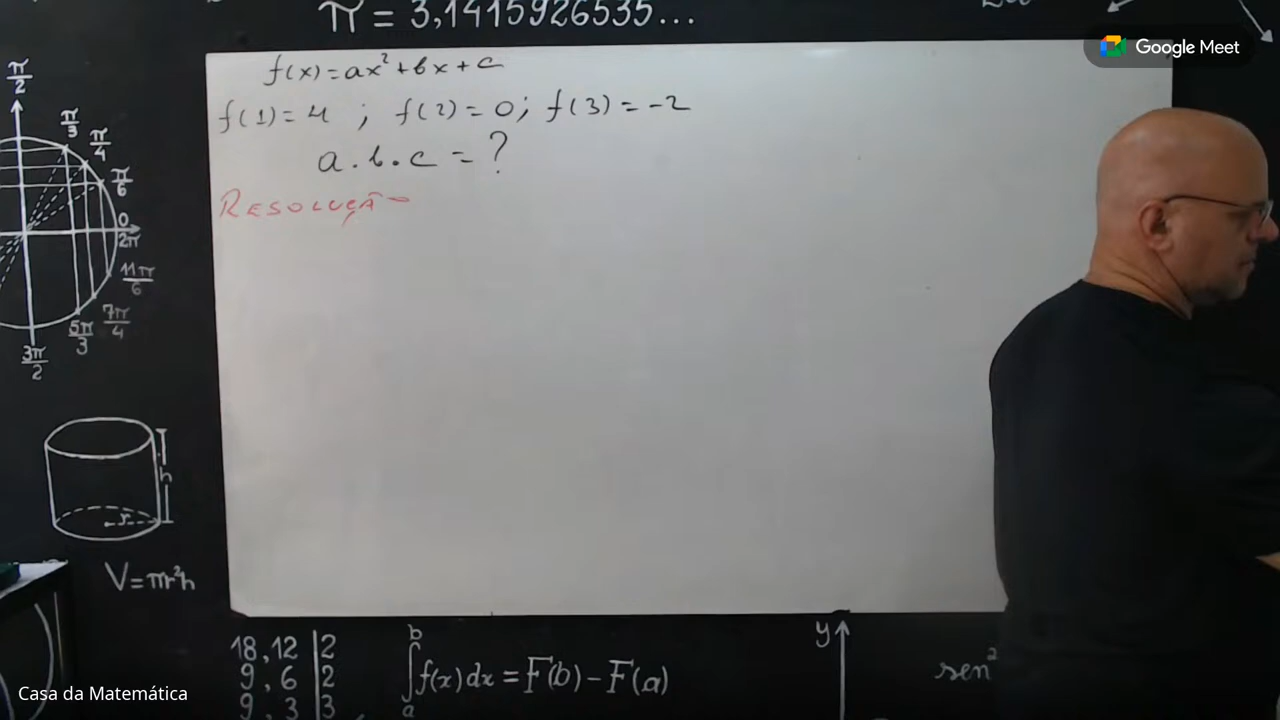 π = 3,1415926535...
Google Meet
f(x)=ax²+bx+c
f(1)=4 ; f(2)=0; f(3)=-2
a.b.c = ?
RESOLUÇÃO
π/2
π/3
π/4
π/6
0
2π
11π/6
7π/4
5π/3
3π/2
h
r
V=πr²h
18,12 | 2
9, 6 | 2
9, 3 | 3
∫ₐᵇ f(x)dx = F(b) - F(a)
y
sen²
Casa da Matemática